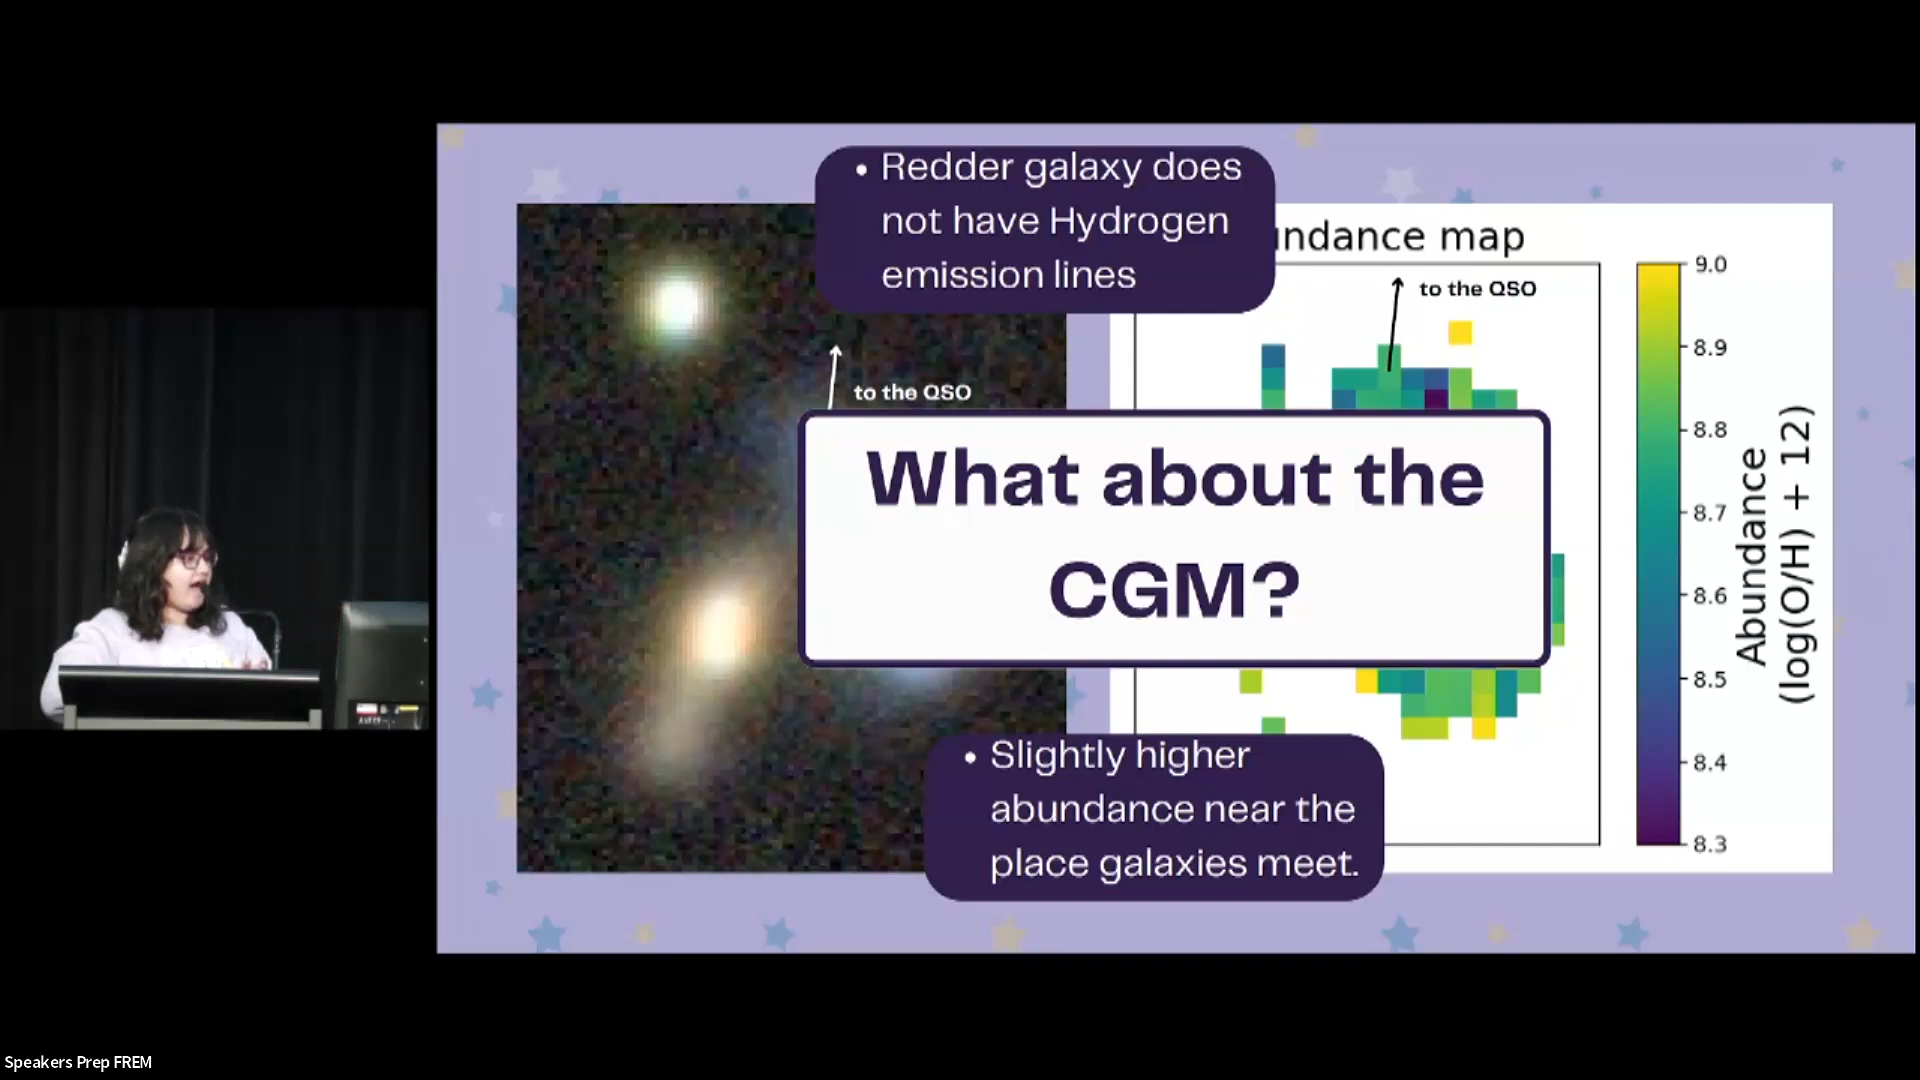 • Redder galaxy does
not have Hydrogen
emission lines
undance map
to the QSO
to the QSO
What about the
CGM?
9.0
8.9
8.8
8.7
8.6
8.5
8.4
8.3
Abundance
(log(O/H) + 12)
• Slightly higher
abundance near the
place galaxies meet.
Speakers Prep FREM